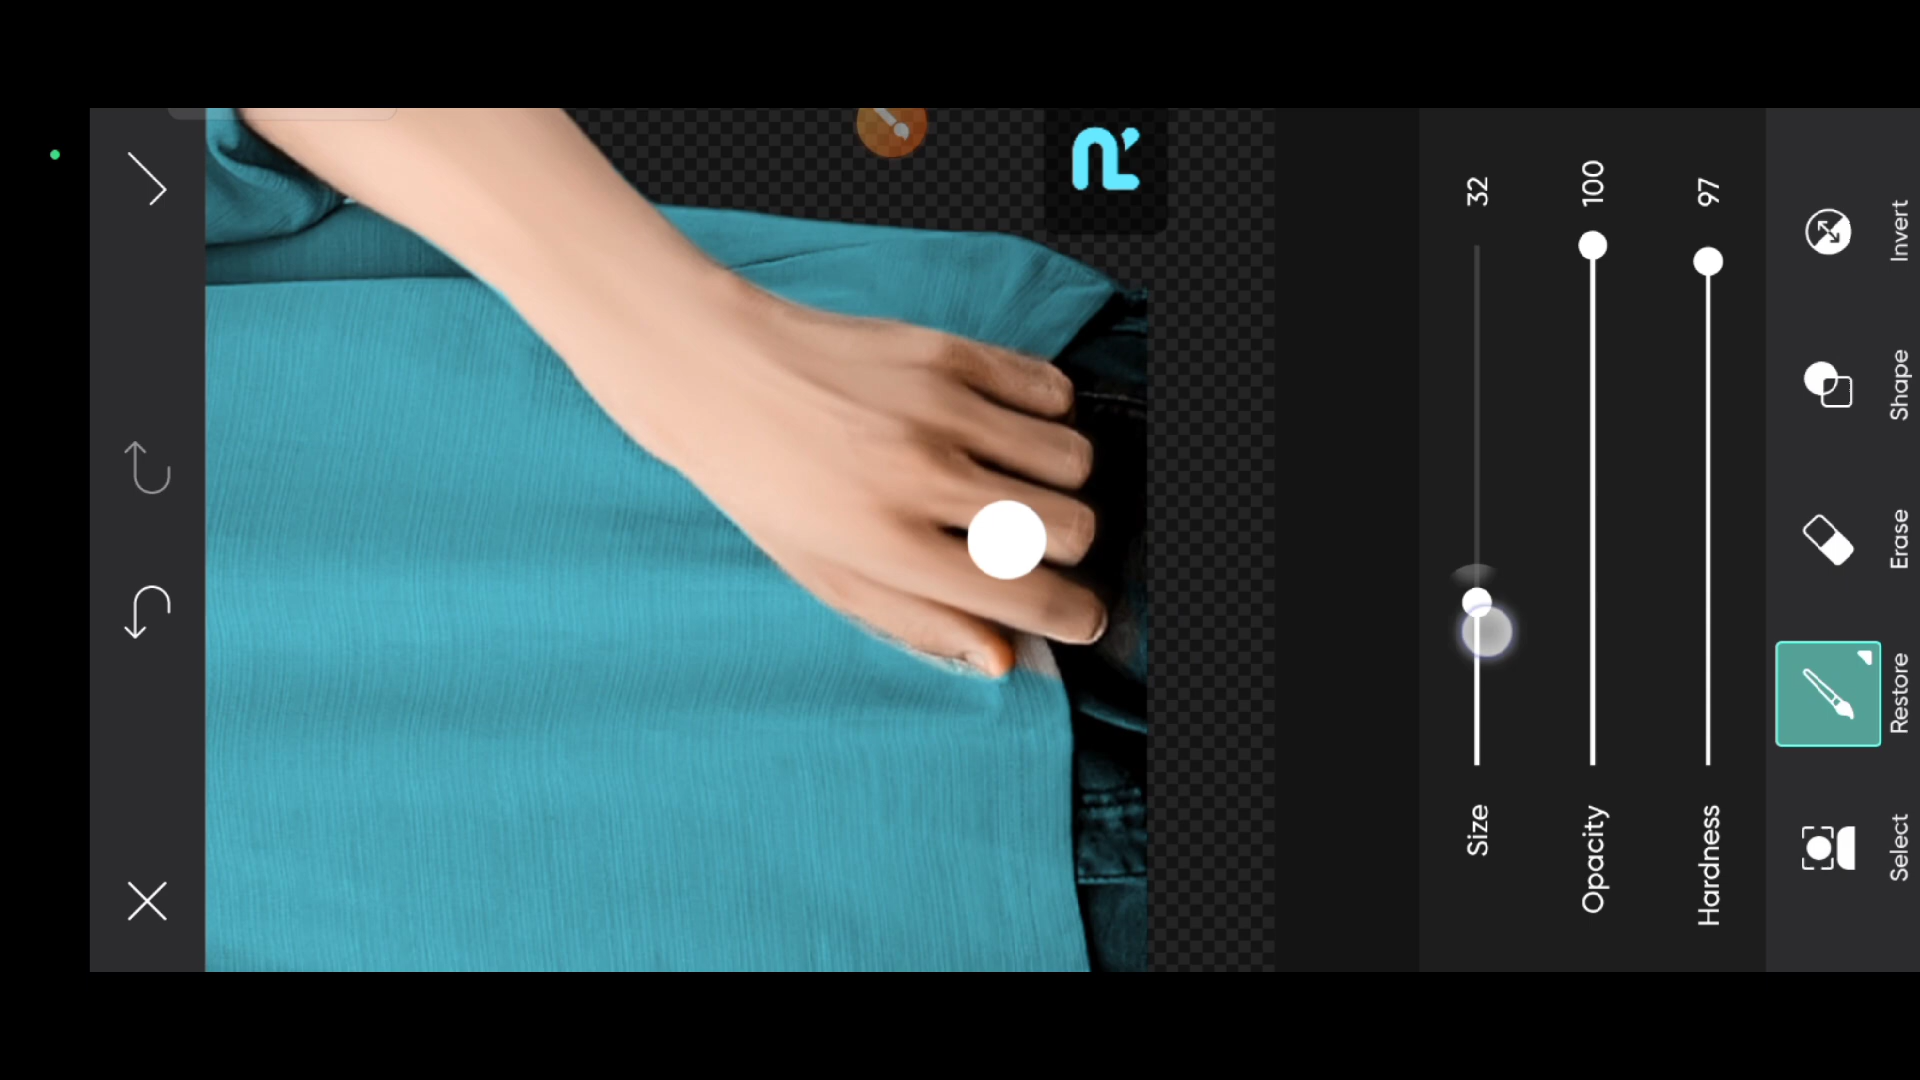 Size 32
Opacity 100
Hardness 97
Select
Restore
Erase
Shape
Invert